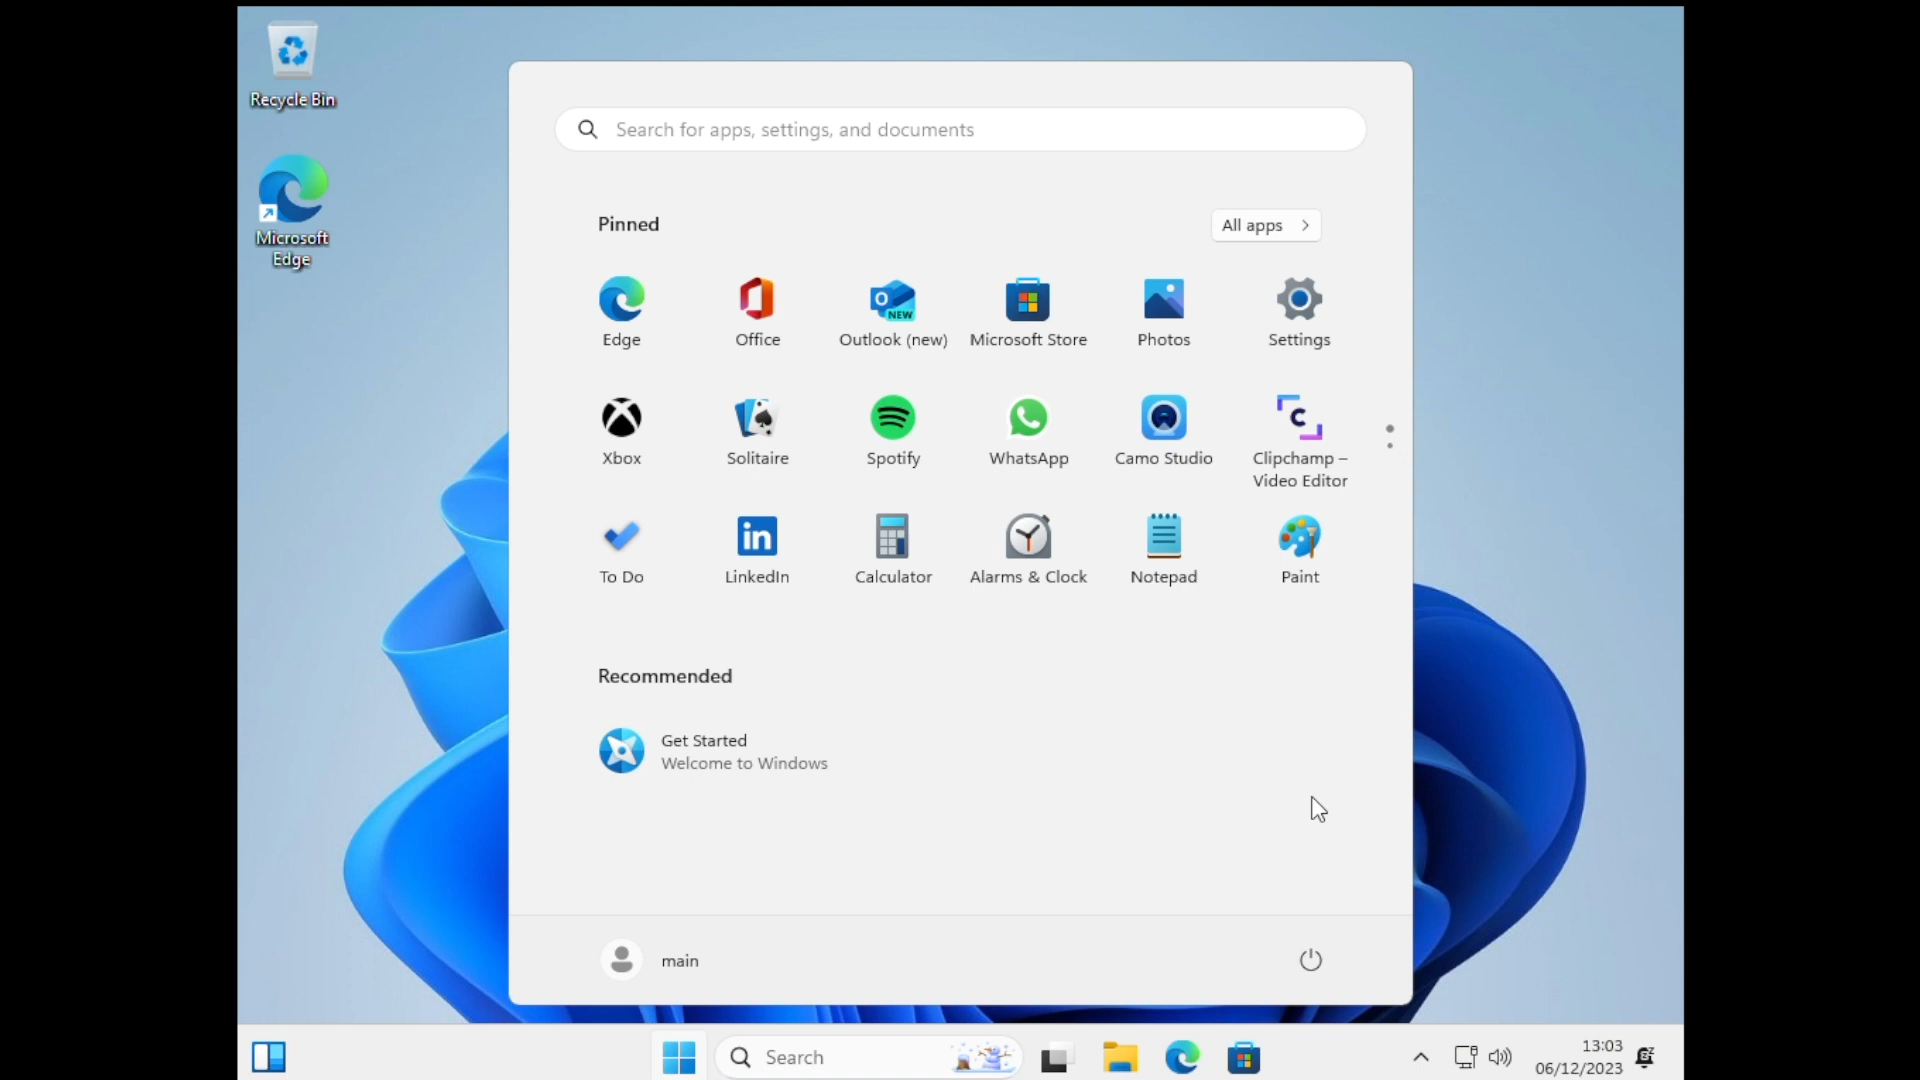 Recycle Bin
Microsoft
Edge
Search for apps, settings, and documents
Pinned
All apps
Edge
Office
O
NEW
Outlook (new)
Microsoft Store
Photos
Settings
Xbox
Solitaire
Spotify
WhatsApp
Camo Studio
C
Clipchamp –
Video Editor
To Do
in
LinkedIn
Calculator
Alarms & Clock
Notepad
Paint
Recommended
Get Started
Welcome to Windows
main
Search
13:03
06/12/2023